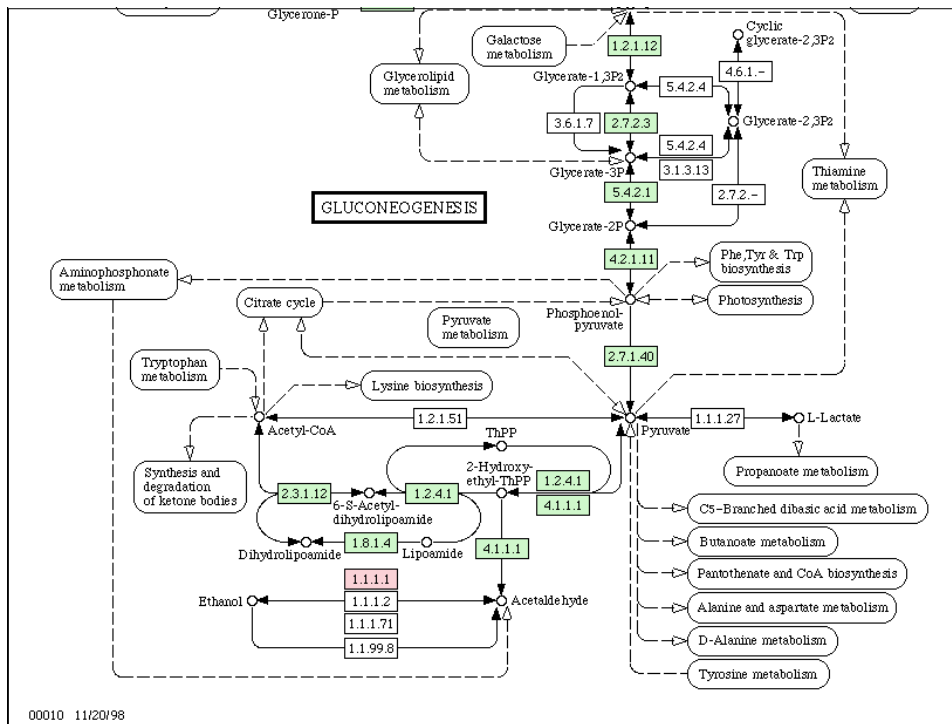 Glycerone-P
Galactose
metabolism
1.2.1.12
Cyclic
glycerate-2,3P2
Glycerolipid
metabolism
Glycerate-1,3P2
5.4.2.4
4.6.1.-
3.6.1.7
2.7.2.3
Glycerate-2,3P2
5.4.2.4
3.1.3.13
Glycerate-3P
Thiamine
metabolism
5.4.2.1
2.7.2.-
GLUCONEOGENESIS
Glycerate-2P
4.2.1.11
Phe,Tyr & Trp
biosynthesis
Aminophosphonate
metabolism
Citrate cycle
Photosynthesis
Phosphoenol-
pyruvate
Pyruvate
metabolism
2.7.1.40
Tryptophan
metabolism
Lysine biosynthesis
Acetyl-CoA
1.2.1.51
Pyruvate
1.1.1.27
L-Lactate
ThPP
Synthesis and
degradation
of ketone bodies
2-Hydroxy-
ethyl-ThPP
Propanoate metabolism
2.3.1.12
6-S-Acetyl-
dihydrolipoamide
1.2.4.1
1.2.4.1
4.1.1.1
C5-Branched dibasic acid metabolism
Dihydrolipoamide
1.8.1.4
Lipoamide
4.1.1.1
Butanoate metabolism
Pantothenate and CoA biosynthesis
1.1.1.1
Ethanol
1.1.1.2
Acetaldehyde
Alanine and aspartate metabolism
1.1.1.71
1.1.99.8
D-Alanine metabolism
Tyrosine metabolism
00010 11/20/98